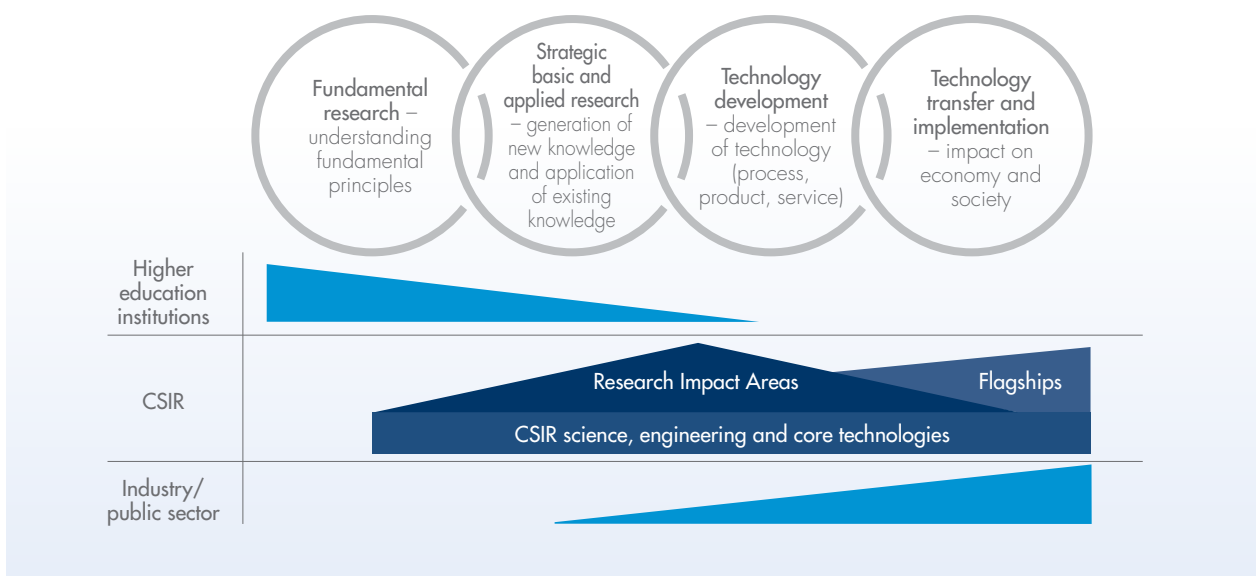 Fundamental
research –
understanding
fundamental
principles
Strategic
basic and
applied research
– generation of
new knowledge
and application
of existing
knowledge
Technology
development
– development
of technology
(process,
product, service)
Technology
transfer and
implementation
– impact on
economy and
society
Higher
education
institutions
CSIR
Research Impact Areas
Flagships
CSIR science, engineering and core technologies
Industry/
public sector